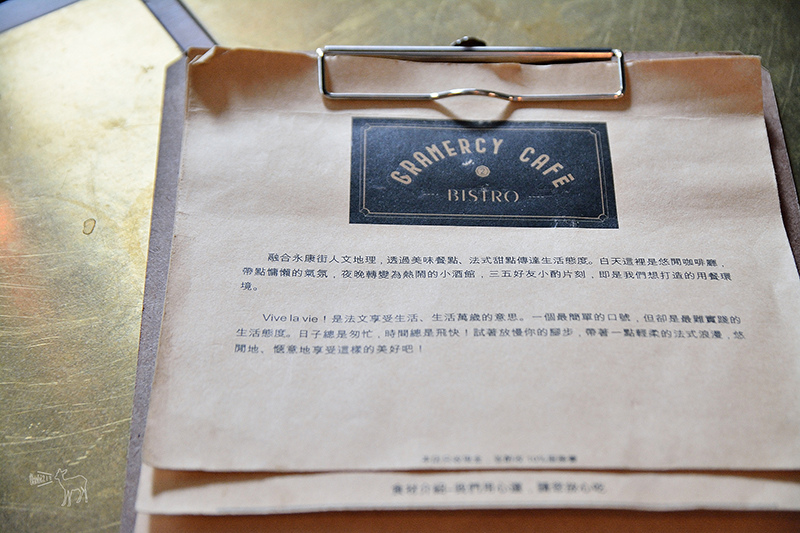 GRAMERCY CAFÉ
2
BISTRO
融合永康街人文地理，透過美味餐點、法式甜點傳達生活態度。白天這裡是悠閒咖啡廳，
帶點慵懶的氣氛，夜晚轉變為熱鬧的小酒館，三五好友小酌片刻，即是我們想打造的用餐環
境。
Vive la vie！是法文享受生活、生活萬歲的意思。一個最簡單的口號，但卻是最難實踐的
生活態度。日子總是匆忙，時間總是飛快！試著放慢你的腳步，帶著一點輕柔的法式浪漫，悠
閒地、愜意地享受這樣的美好吧！
10%